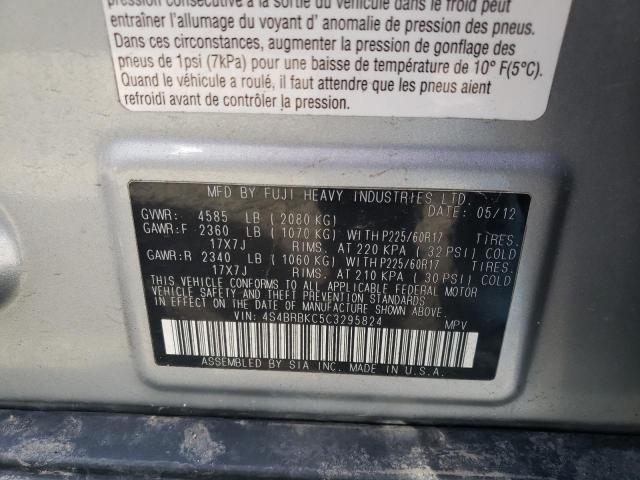 pression consécutive à la sortie du véhicule dans le froid peut
entraîner l'allumage du voyant d' anomalie de pression des pneus.
Dans ces circonstances, augmenter la pression de gonflage des
pneus de 1psi (7kPa) pour une baisse de température de 10° F(5°C).
Quand le véhicule a roulé, il faut attendre que les pneus aient
refroidi avant de contrôler la pression.
MFD BY FUJI HEAVY INDUSTRIES LTD.
GVWR: 4585 LB ( 2080 KG) DATE: 05/12
GAWR:F 2360 LB ( 1070 KG) WITH P225/60R17 TIRES.
17X7J RIMS. AT 220 KPA ( 32 PSI) COLD
GAWR:R 2340 LB ( 1060 KG) WITH P225/60R17 TIRES.
17X7J RIMS. AT 210 KPA ( 30 PSI) COLD
THIS VEHICLE CONFORMS TO ALL APPLICABLE FEDERAL MOTOR
VEHICLE SAFETY AND THEFT PREVENTION STANDARDS
IN EFFECT ON THE DATE OF MANUFACTURE SHOWN ABOVE.
VIN: 4S4BRBKC5C3295824 MPV
ASSEMBLED BY SIA INC. MADE IN U.S.A.